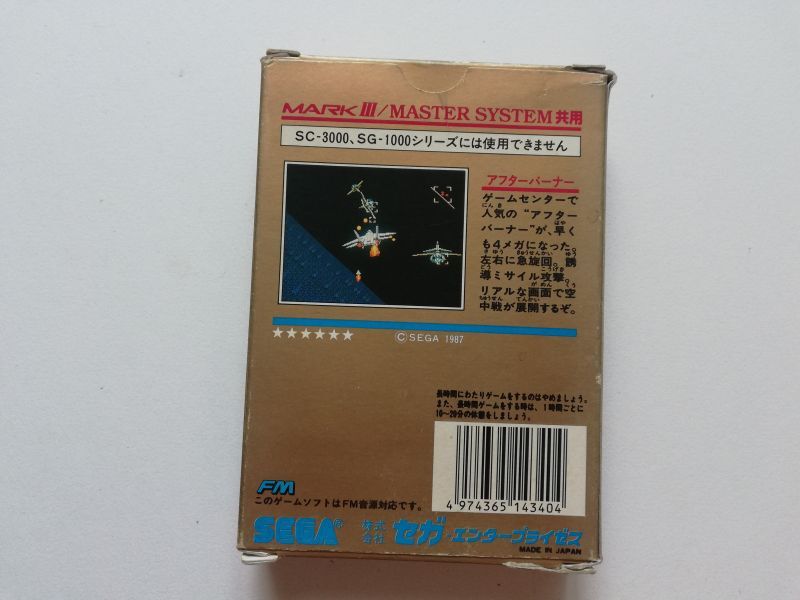 MARK III/MASTER SYSTEM共用
SC-3000、SG-1000シリーズには使用できません
アフターバーナー
ゲームセンターで
人気の“アフター
バーナー”が、早く
も4メガになった。
左右に急旋回。誘
導ミサイル攻撃。
リアルな画面で空
中戦が展開するぞ。
★★★★★★
©SEGA 1987
長時間にわたりゲームをするのはやめましょう。
また、長時間ゲームをする時は、1時間ごとに
10〜20分の休憩をしましょう。
4 974365 143404
FM
このゲームソフトはFM音源対応です。
SEGA® 株式会社 セガ・エンタープライゼス
MADE IN JAPAN